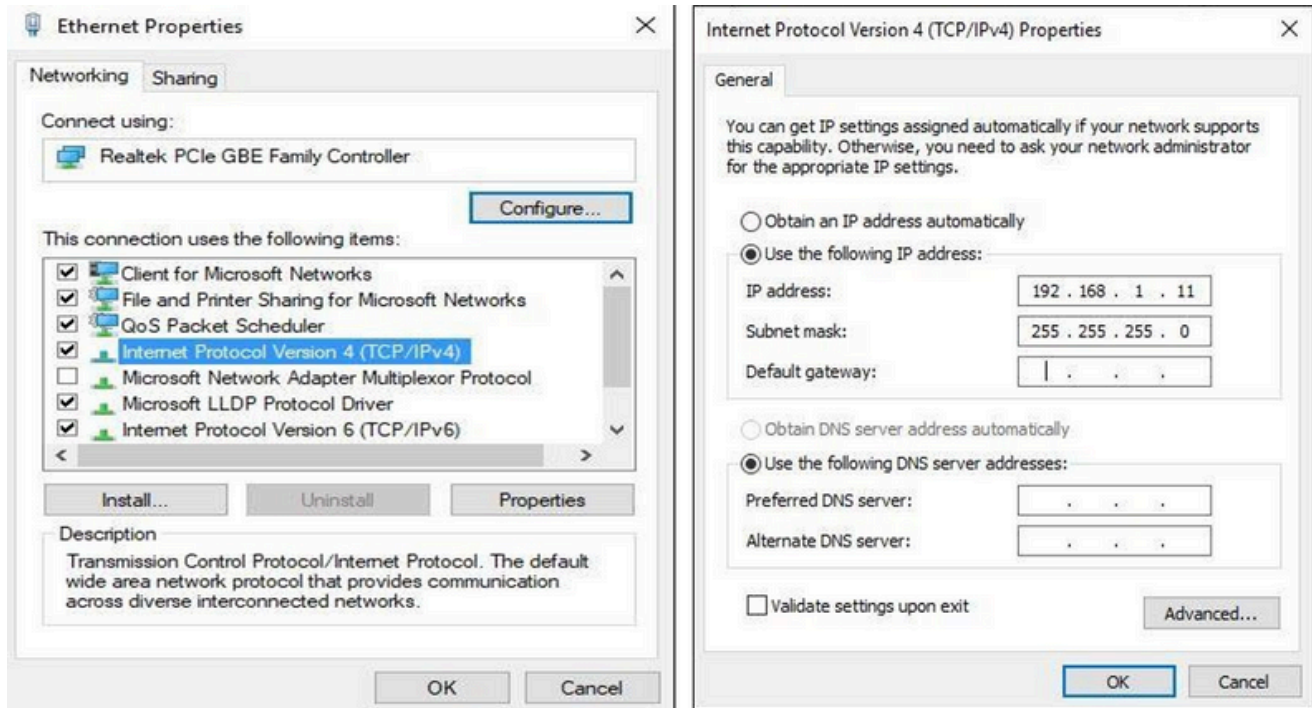 Ethernet Properties
Networking
Sharing
Connect using:
Realtek PCIe GBE Family Controller
Configure...
This connection uses the following items:
Client for Microsoft Networks
File and Printer Sharing for Microsoft Networks
QoS Packet Scheduler
Internet Protocol Version 4 (TCP/IPv4)
Microsoft Network Adapter Multiplexor Protocol
Microsoft LLDP Protocol Driver
Internet Protocol Version 6 (TCP/IPv6)
Install...
Uninstall
Properties
Description
Transmission Control Protocol/Internet Protocol. The default
wide area network protocol that provides communication
across diverse interconnected networks.
OK
Cancel
Internet Protocol Version 4 (TCP/IPv4) Properties
General
You can get IP settings assigned automatically if your network supports
this capability. Otherwise, you need to ask your network administrator
for the appropriate IP settings.
Obtain an IP address automatically
Use the following IP address:
IP address: 192 . 168 . 1 . 11
Subnet mask: 255 . 255 . 255 . 0
Default gateway: . . .
Obtain DNS server address automatically
Use the following DNS server addresses:
Preferred DNS server: . . .
Alternate DNS server: . . .
Validate settings upon exit
Advanced...
OK
Cancel